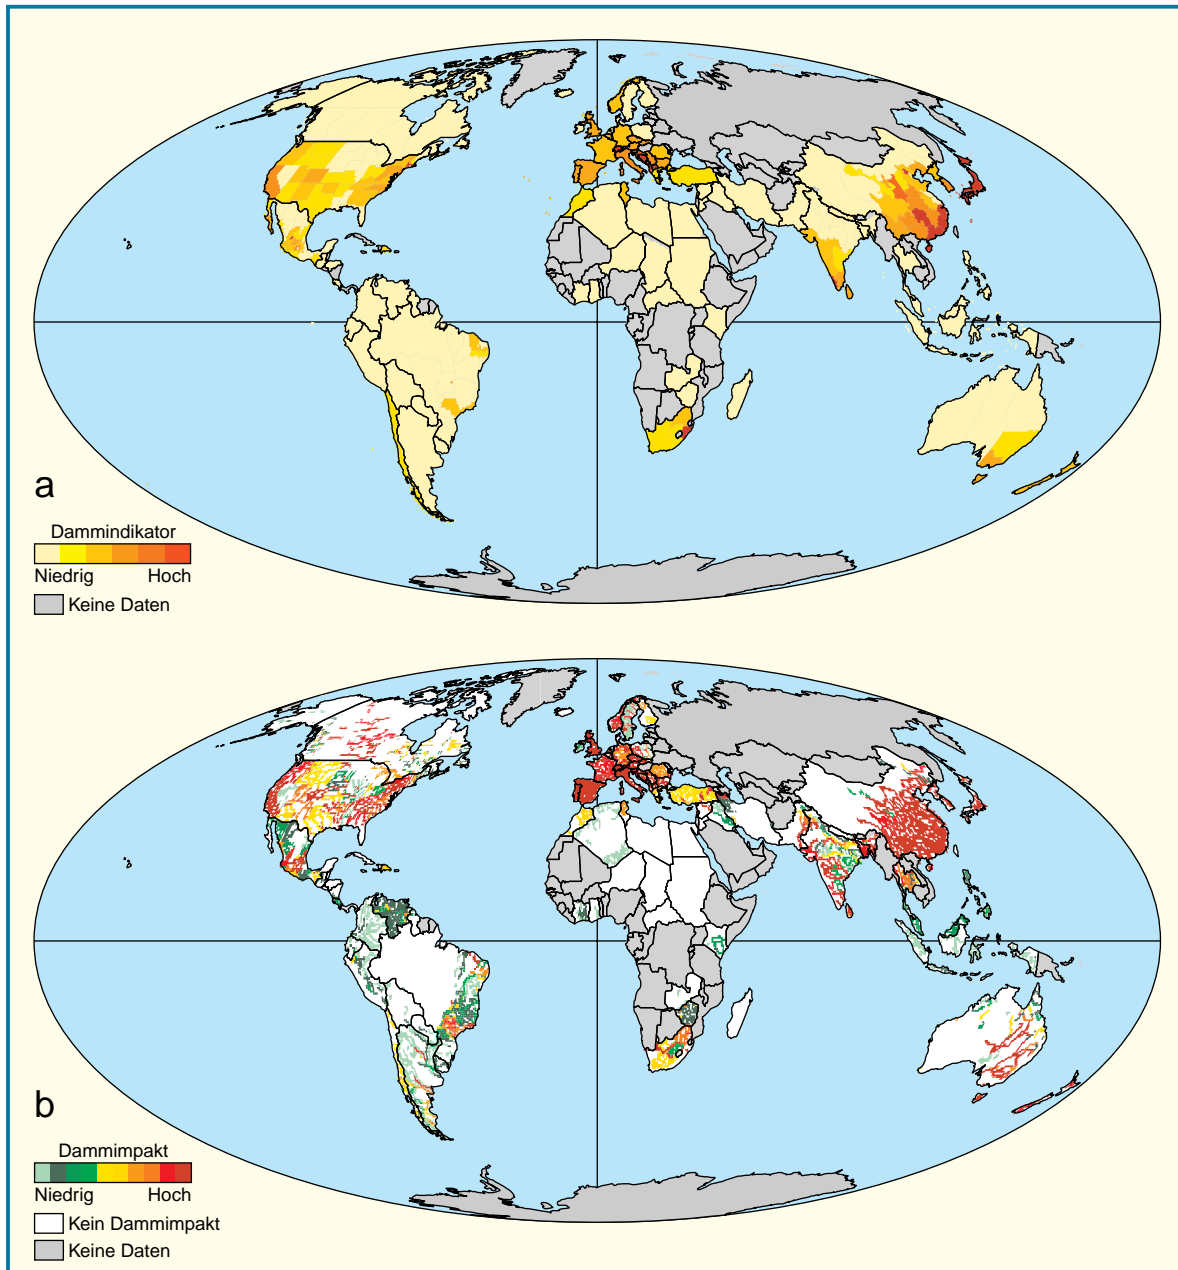 a
Dammindikator
Niedrig Hoch
Keine Daten
b
Dammimpakt
Niedrig Hoch
Kein Dammimpakt
Keine Daten